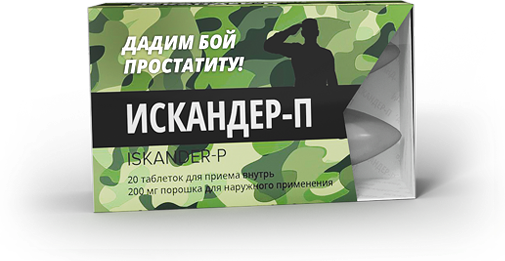 ДАДИМ БОЙ
ПРОСТАТИТУ!
ИСКАНДЕР-П
ISKANDER-P
20 таблеток для приема внутрь
200 мг порошка для наружного применения